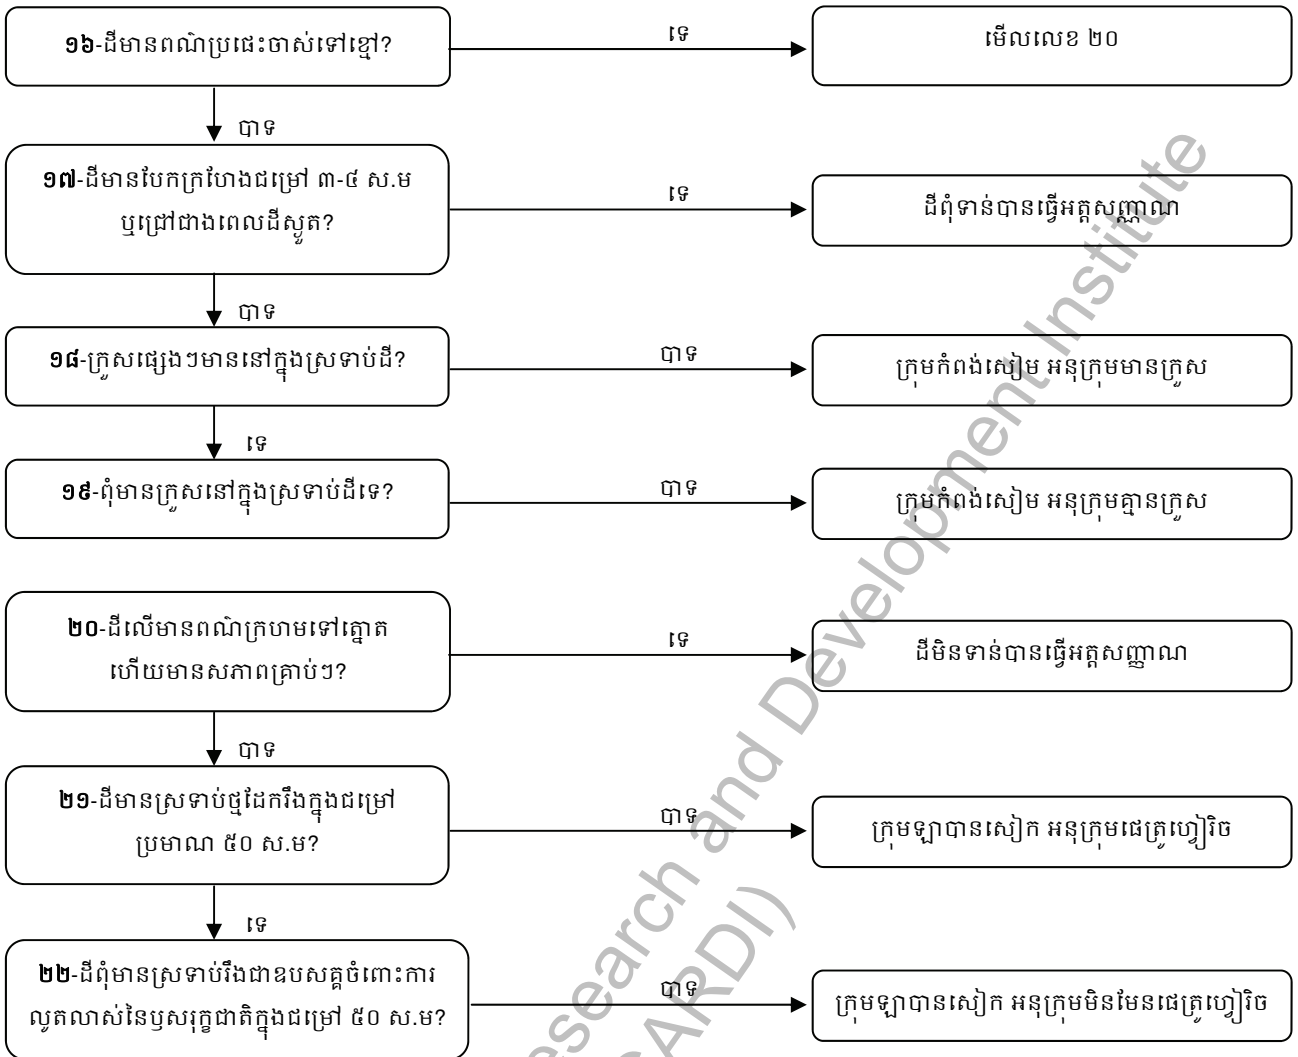 ១៦-ដីមានពណ៌ប្រផេះចាស់ទៅខ្មៅ?
ទេ
មើលលេខ ២០
បាទ
១៧-ដីមានបែកក្រហែងជម្រៅ ៣-៤ ស.ម
ឬជ្រៅជាងពេលដីស្ងួត?
ទេ
ដីពុំទាន់បានធ្វើអត្តសញ្ញាណ
បាទ
១៨-ក្រួសផ្សេងៗមាននៅក្នុងស្រទាប់ដី?
បាទ
ក្រុមកំពង់សៀម អនុក្រុមមានក្រួស
ទេ
១៩-ពុំមានក្រួសនៅក្នុងស្រទាប់ដីទេ?
បាទ
ក្រុមកំពង់សៀម អនុក្រុមគ្មានក្រួស
២០-ដីលើមានពណ៌ក្រហមទៅត្នោត
ហើយមានសភាពគ្រាប់ៗ?
ទេ
ដីមិនទាន់បានធ្វើអត្តសញ្ញាណ
បាទ
២១-ដីមានស្រទាប់ថ្មដែករឹងក្នុងជម្រៅ
ប្រមាណ ៥០ ស.ម?
បាទ
ក្រុមឡាបានសៀក អនុក្រុមផេត្រូហ្វៀរិច
ទេ
២២-ដីពុំមានស្រទាប់រឹងជាឧបសគ្គចំពោះការ
លូតលាស់នៃឫសរុក្ខជាតិក្នុងជម្រៅ ៥០ ស.ម?
បាទ
ក្រុមឡាបានសៀក អនុក្រុមមិនមែនផេត្រូហ្វៀរិច
Research and Development Institute